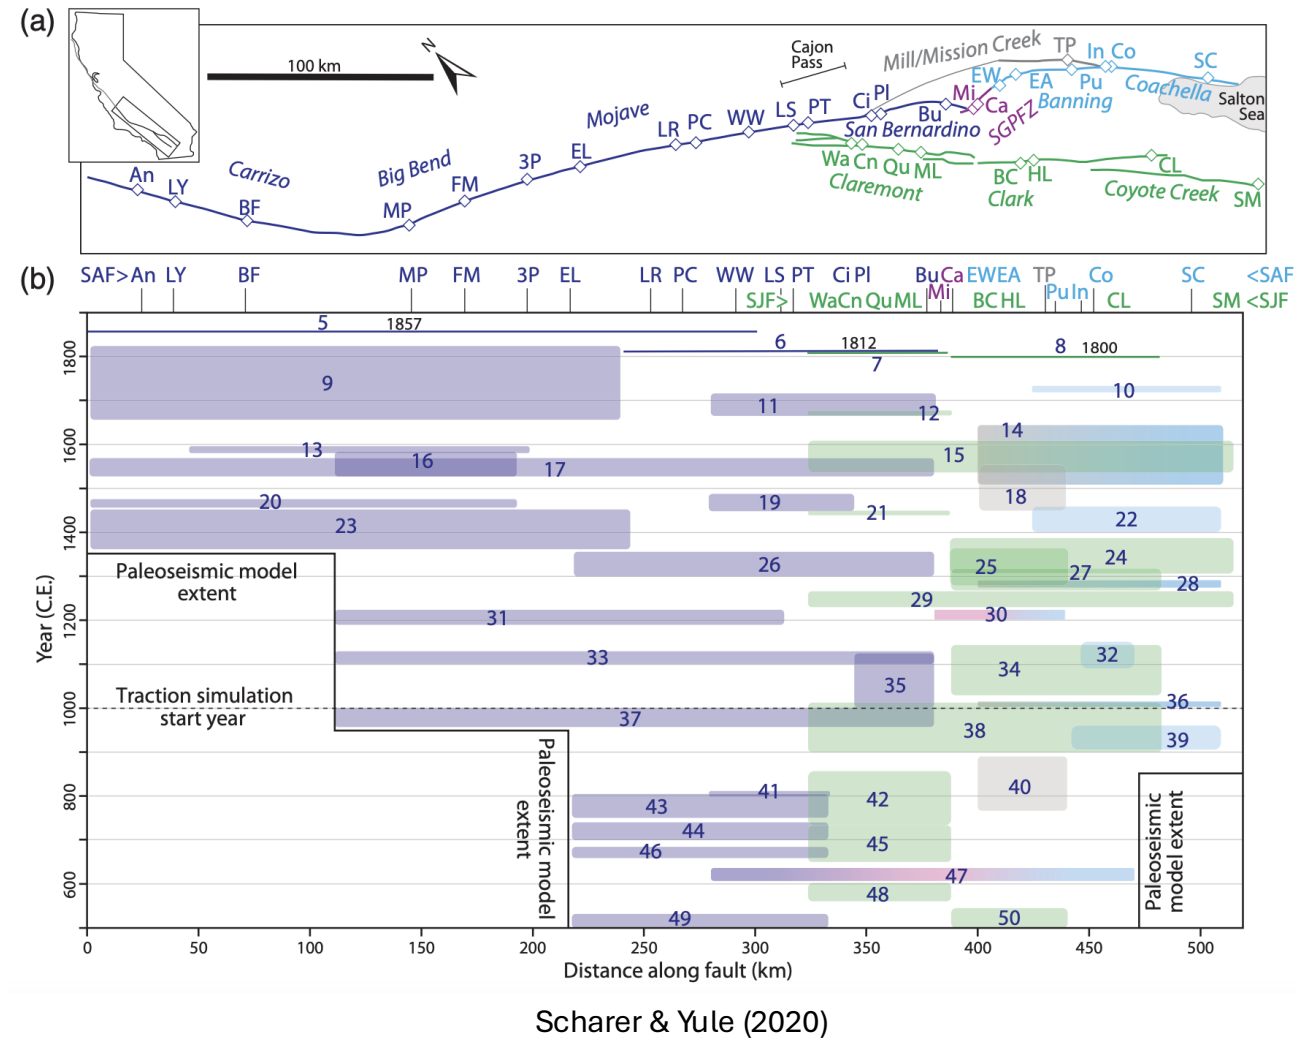 (a)
N
100 km
Cajon
Pass
Mill/Mission Creek
TP
In Co
SC
EW
EA
Pu
Coachella
Banning
Salton
Sea
Mojave
LR PC
WW
LS
PT
Ci
Pl
Bu
Mi
Ca
SGPFZ
San Bernardino
An
LY
Carrizo
BF
Big Bend
MP
FM
3P
EL
Wa
Cn
Qu
ML
Claremont
BC
HL
Clark
CL
Coyote Creek
SM
(b)
SAF>
An LY BF MP FM 3P EL LR PC WW LS PT Ci Pl Bu Ca EW EA TP Co SC <SAF
Mi Pu In
SJF> Wa Cn Qu ML BC HL CL SM <SJF
5
1857
6
1812
7
8
1800
9
10
11
12
13
14
15
16
17
18
19
20
21
22
23
24
25
26
27
28
29
30
31
32
33
34
35
36
37
38
39
40
41
42
43
44
45
46
47
48
49
50
Paleoseismic model
extent
Traction simulation
start year
Paleoseismic model
extent
Paleoseismic
model extent
Year (C.E.)
1800
1600
1400
1200
1000
800
600
0 50 100 150 200 250 300 350 400 450 500
Distance along fault (km)
Scharer & Yule (2020)